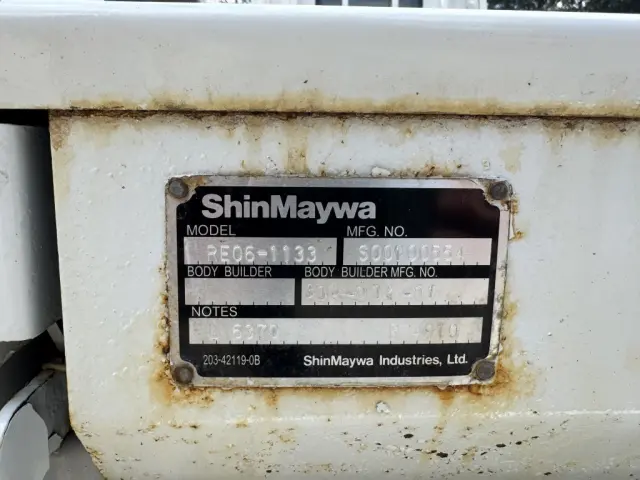 ShinMaywa
MODEL MFG. NO.
RE06-1133
BODY BUILDER BODY BUILDER MFG. NO.
NOTES
6370
203-42119-0B ShinMaywa Industries, Ltd.